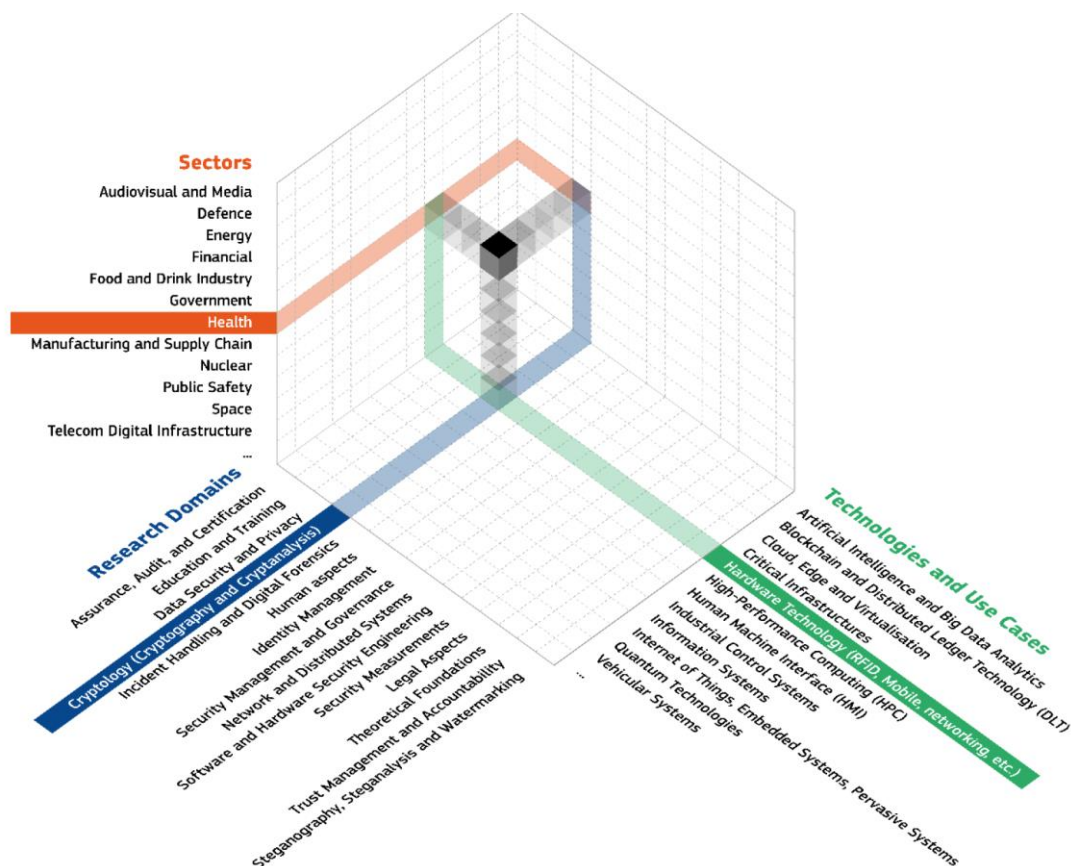 Sectors
Audiovisual and Media
Defence
Energy
Financial
Food and Drink Industry
Government
Health
Manufacturing and Supply Chain
Nuclear
Public Safety
Space
Telecom Digital Infrastructure
...
Research Domains
Assurance, Audit, and Certification
Education and Training
Data Security and Privacy
Cryptology (Cryptography and Cryptanalysis)
Incident Handling and Digital Forensics
Human aspects
Identity Management
Security Management and Governance
Network and Distributed Systems
Software and Hardware Security Engineering
Security Measurements
Legal Aspects
Theoretical Foundations
Trust Management and Accountability
Steganography, Steganalysis and Watermarking
...
Technologies and Use Cases
Artificial Intelligence and Big Data Analytics
Blockchain and Distributed Ledger Technology (DLT)
Cloud, Edge and Virtualisation
Critical Infrastructures
Hardware Technology (RFID, Mobile, networking, etc.)
High-Performance Computing (HPC)
Human Machine Interface (HMI)
Industrial Control Systems
Information Systems
Internet of Things, Embedded Systems, Pervasive Systems
Quantum Technologies
Vehicular Systems